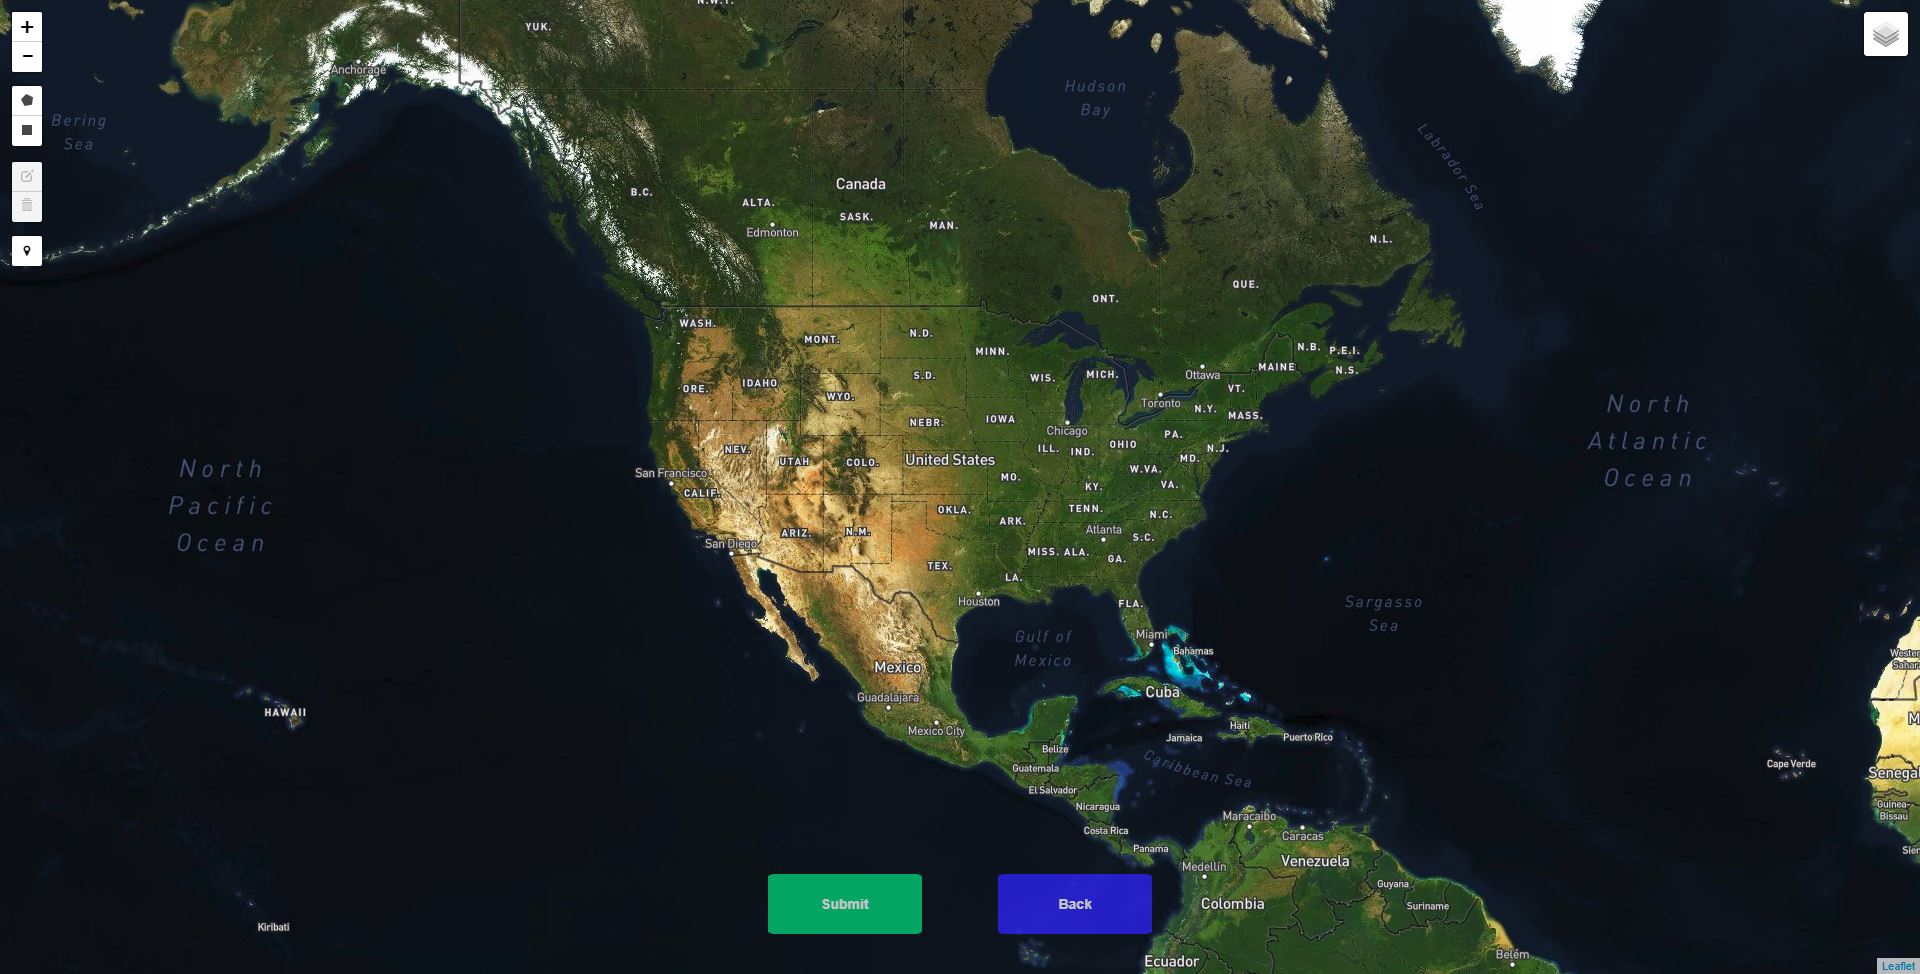 N.W.T.
YUK.
+
−
Anchorage
Hudson
Bay
Bering
Sea
Labrador Sea
Canada
B.C.
ALTA.
SASK.
MAN.
Edmonton
N.L.
QUE.
ONT.
WASH.
MONT.
N.D.
MINN.
N.B.
P.E.I.
MAINE
N.S.
ORE.
IDAHO
WYO.
S.D.
WIS.
MICH.
Ottawa
VT.
Toronto
N.Y.
MASS.
NEBR.
IOWA
Chicago
PA.
North
Atlantic
Ocean
NEV.
UTAH
COLO.
United States
ILL.
IND.
OHIO
MD.
N.J.
North
Pacific
Ocean
San Francisco
CALIF.
MO.
KY.
W.VA.
VA.
OKLA.
ARK.
TENN.
N.C.
ARIZ.
N.M.
Atlanta
S.C.
San Diego
TEX.
MISS.
ALA.
GA.
LA.
Houston
FLA.
Sargasso
Sea
Gulf of
Mexico
Miami
Bahamas
Wester
Sahar
Mexico
Cuba
Guadalajara
HAWAII
Mexico City
Haiti
Jamaica
Puerto Rico
M
Belize
Guatemala
Caribbean Sea
Cape Verde
Senegal
El Salvador
Nicaragua
Guinea-
Bissau
Costa Rica
Maracaibo
Caracas
Panama
Sier
Medellín
Venezuela
Guyana
Submit
Back
Colombia
Suriname
Kiribati
Ecuador
Belém
Leaflet